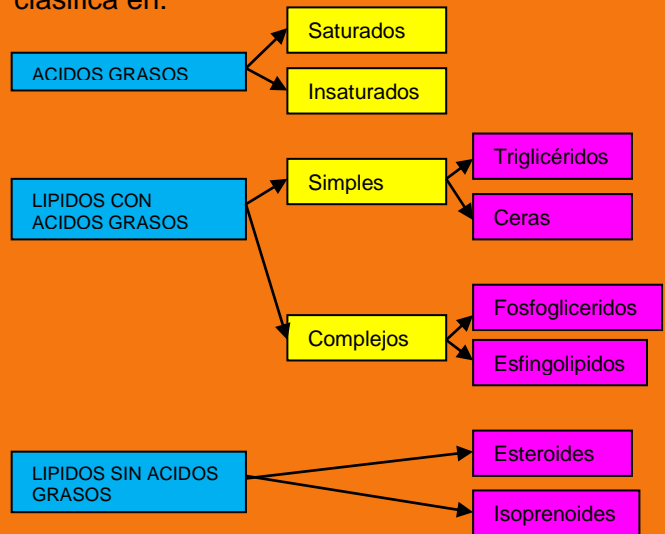 clasifica en:
ACIDOS GRASOS
Saturados
Insaturados
LIPIDOS CON
ACIDOS GRASOS
Simples
Triglicéridos
Ceras
Complejos
Fosfogliceridos
Esfingolipidos
LIPIDOS SIN ACIDOS
GRASOS
Esteroides
Isoprenoides